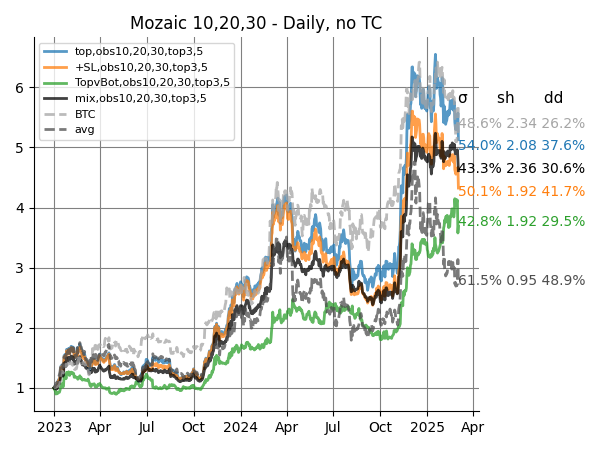 Mozaic 10,20,30 - Daily, no TC
top,obs10,20,30,top3,5
+SL,obs10,20,30,top3,5
TopvBot,obs10,20,30,top3,5
mix,obs10,20,30,top3,5
BTC
avg
σ sh dd
48.6% 2.34 26.2%
54.0% 2.08 37.6%
43.3% 2.36 30.6%
50.1% 1.92 41.7%
42.8% 1.92 29.5%
61.5% 0.95 48.9%
6
5
4
3
2
1
2023 Apr Jul Oct 2024 Apr Jul Oct 2025 Apr